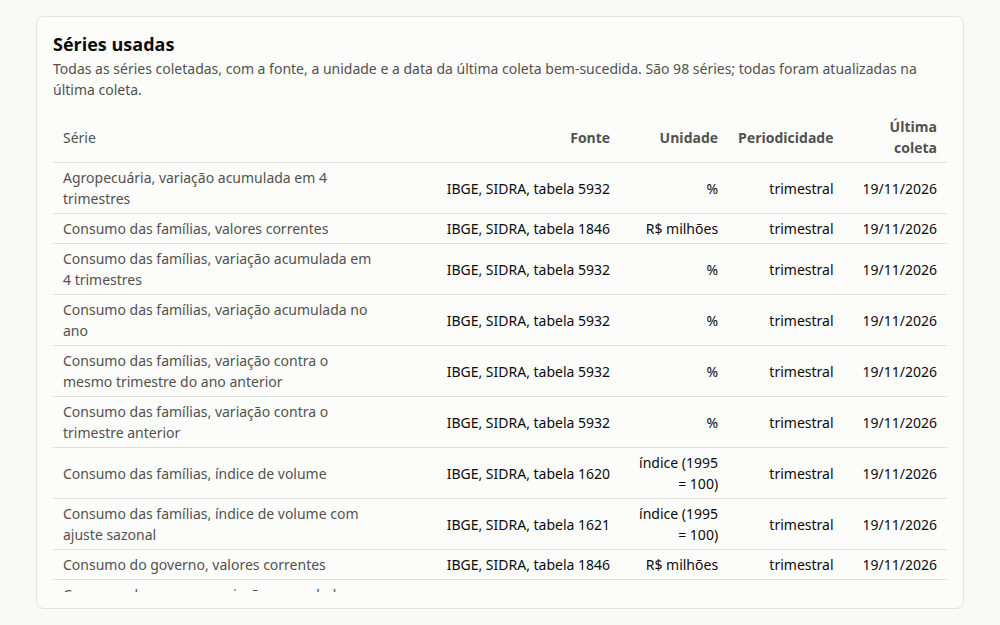 Séries usadas
Todas as séries coletadas, com a fonte, a unidade e a data da última coleta bem-sucedida. São 98 séries; todas foram atualizadas na
última coleta.
Série Fonte Unidade Periodicidade Última coleta
Agropecuária, variação acumulada em 4
trimestres IBGE, SIDRA, tabela 5932 % trimestral 19/11/2026
Consumo das famílias, valores correntes IBGE, SIDRA, tabela 1846 R$ milhões trimestral 19/11/2026
Consumo das famílias, variação acumulada em
4 trimestres IBGE, SIDRA, tabela 5932 % trimestral 19/11/2026
Consumo das famílias, variação acumulada no
ano IBGE, SIDRA, tabela 5932 % trimestral 19/11/2026
Consumo das famílias, variação contra o
mesmo trimestre do ano anterior IBGE, SIDRA, tabela 5932 % trimestral 19/11/2026
Consumo das famílias, variação contra o
trimestre anterior IBGE, SIDRA, tabela 5932 % trimestral 19/11/2026
Consumo das famílias, índice de volume IBGE, SIDRA, tabela 1620 índice (1995 = 100) trimestral 19/11/2026
Consumo das famílias, índice de volume com
ajuste sazonal IBGE, SIDRA, tabela 1621 índice (1995 = 100) trimestral 19/11/2026
Consumo do governo, valores correntes IBGE, SIDRA, tabela 1846 R$ milhões trimestral 19/11/2026